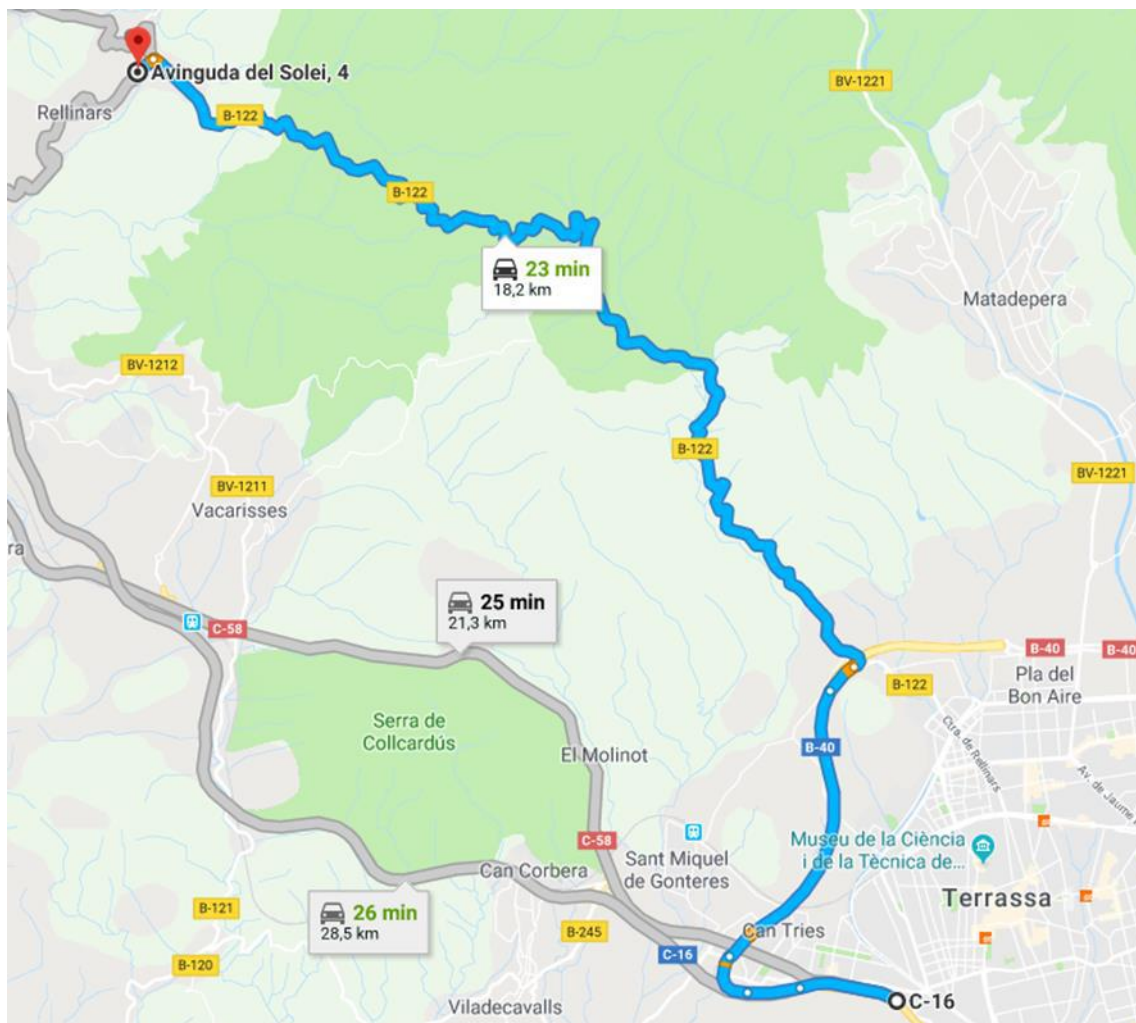 Avinguda del Solei, 4
BV-1221
Rellinars
B-122
B-122
23 min
18,2 km
Matadepera
BV-1212
B-122
BV-1221
BV-1211
Vacarisses
ra
25 min
21,3 km
C-58
B-40
B-40
Pla del
Bon Aire
B-122
Ctra. de Rellinars
Serra de
Collcardús
El Molinot
B-40
Av. de Jaume
C-58
Museu de la Ciència
i de la Tècnica de...
Sant Miquel
de Gonteres
Can Corbera
Terrassa
26 min
28,5 km
B-121
B-245
Can Tries
C-16
B-120
Viladecavalls
C-16